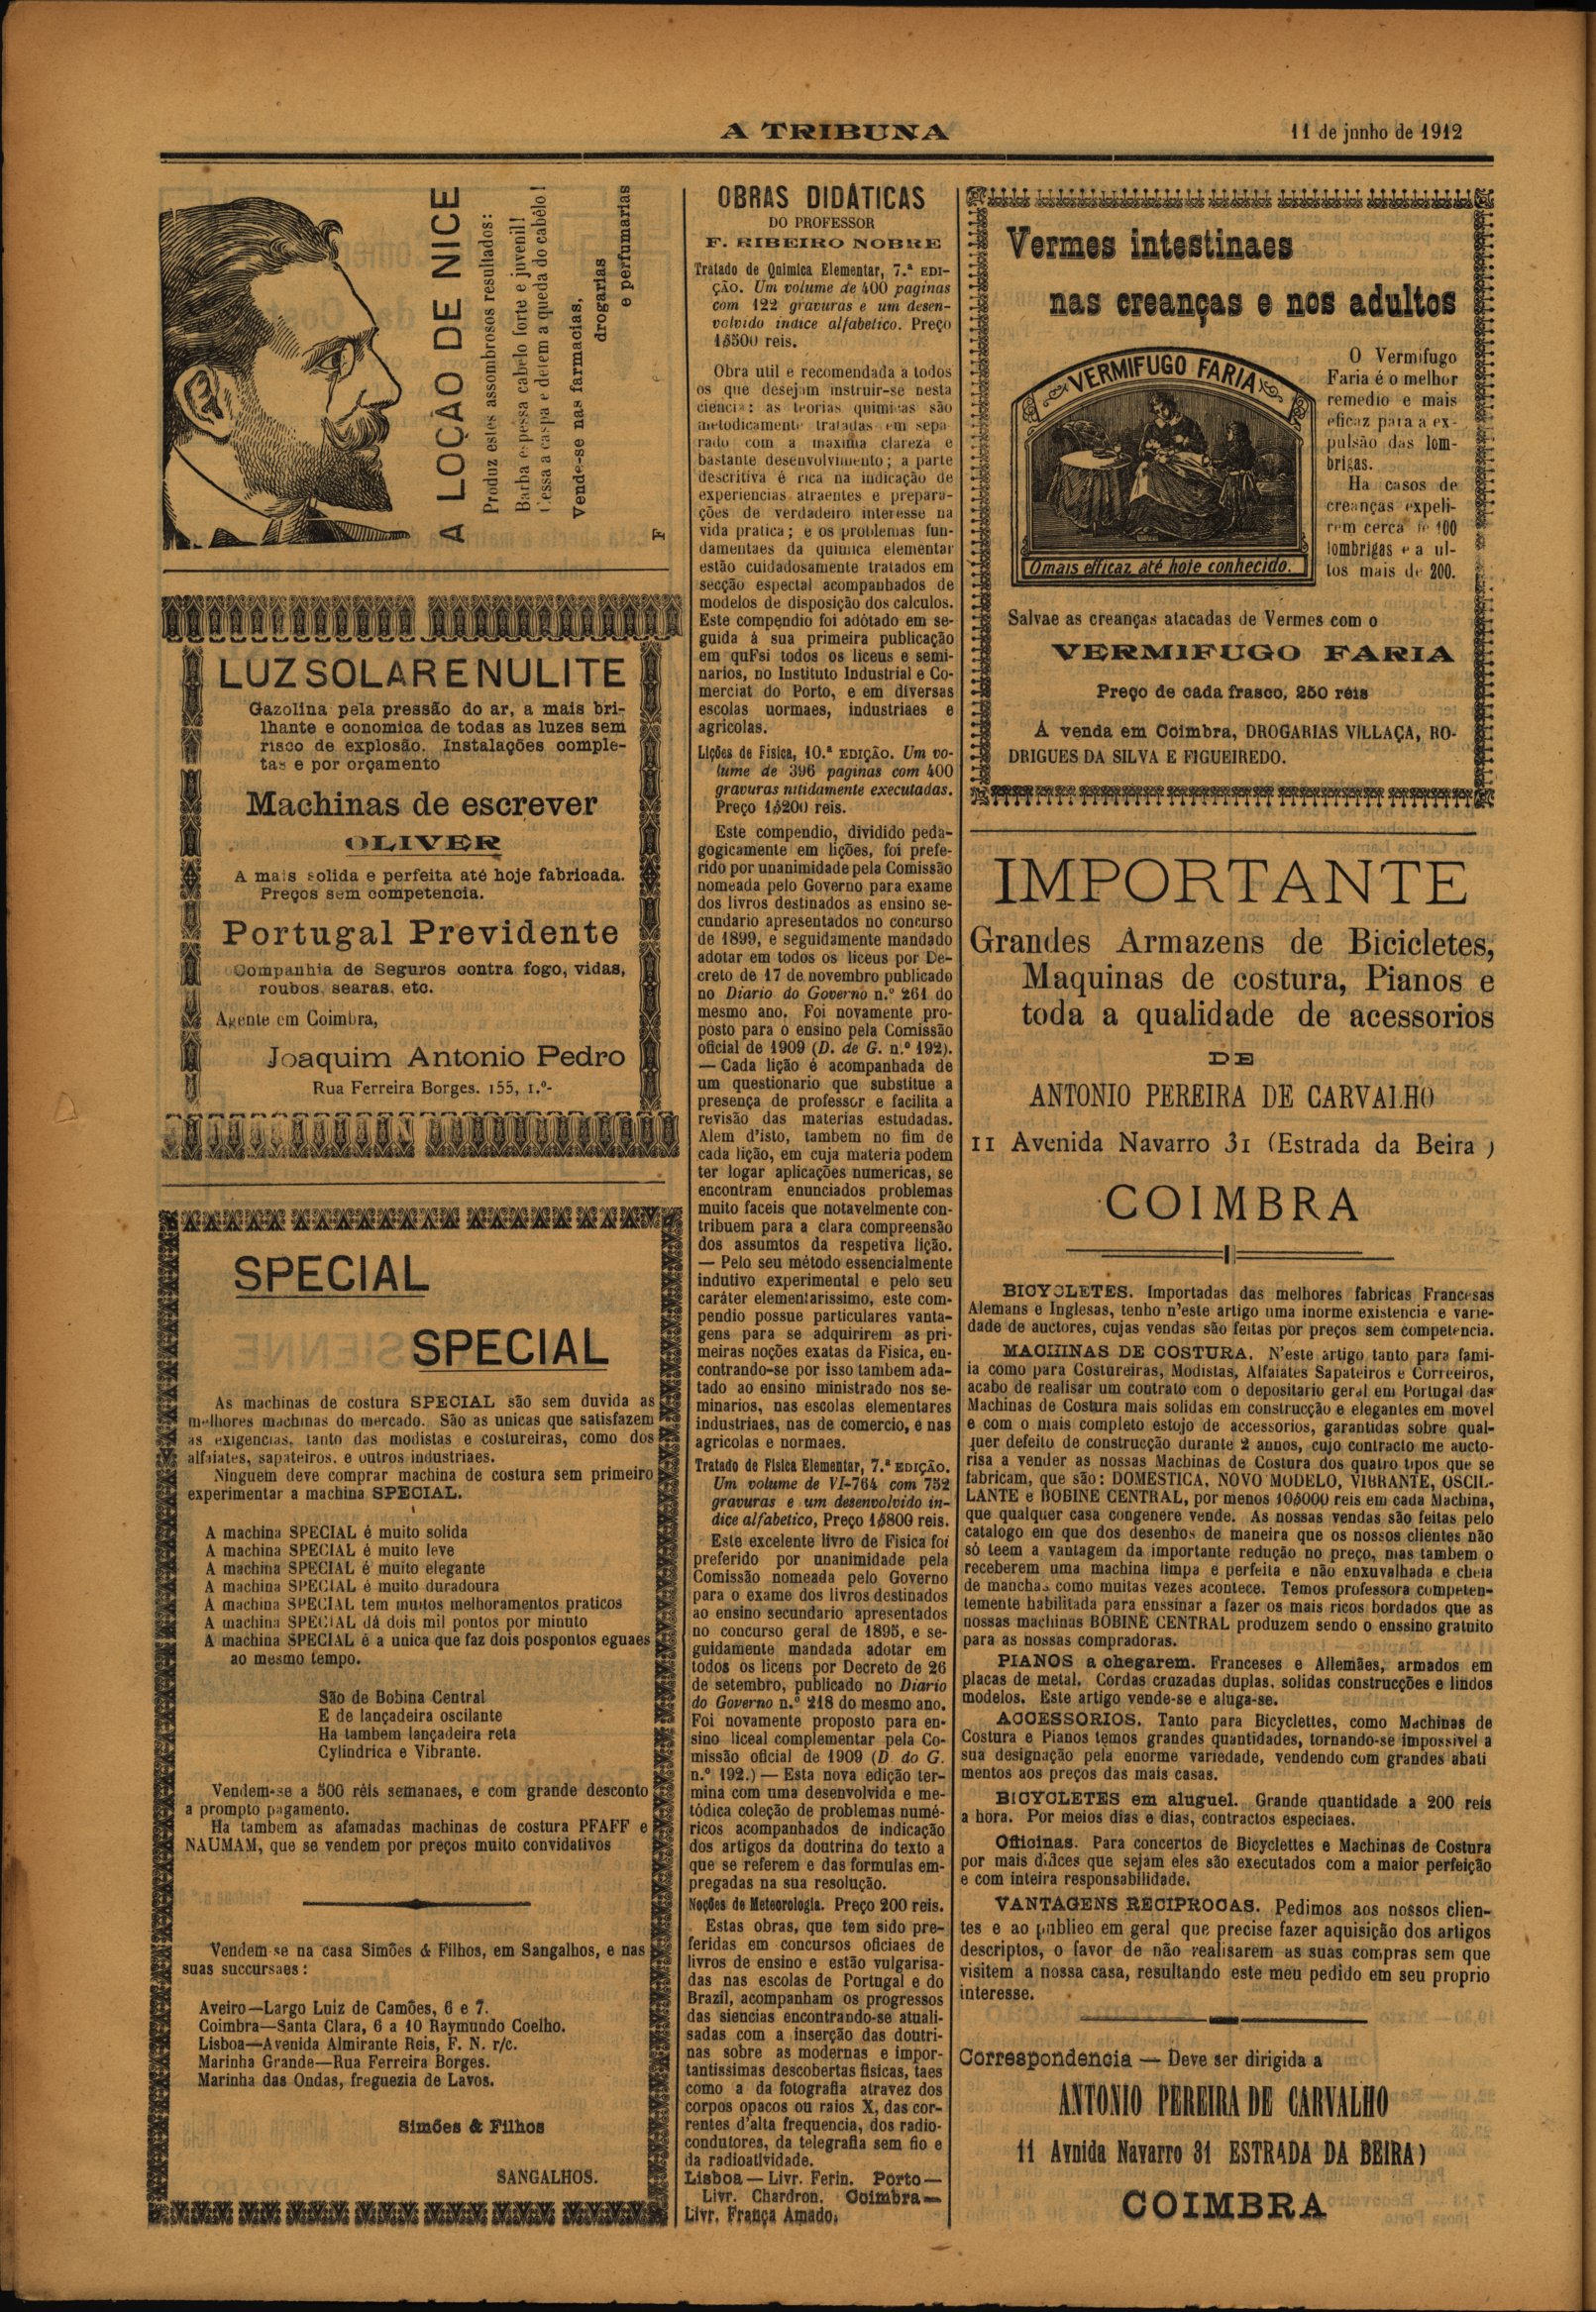 A TRIBUNA
11 de jnnho de 1912
A LOÇÃO DE NICE
Produz estes assombrosos resultados:
Barba espessa cabelo forte e juvenil!
Cessa a caspa e detem a queda do cabêlo!
Vende-se nas farmacias,
drogarias
e perfumarias
F
LUZ SOLAR E NULITE
Gazolina pela pressão do ar, a mais bri-
lhante e conomica de todas as luzes sem
risco de explosão. Instalações comple-
tas e por orçamento
Machinas de escrever
OLIVER
A mais solida e perfeita até hoje fabricada.
Preços sem competencia.
Portugal Previdente
Companhia de Seguros contra fogo, vidas,
roubos, searas, etc.
Agente em Coimbra,
Joaquim Antonio Pedro
Rua Ferreira Borges. 155, 1.º-
SPECIAL
SPECIAL
As machinas de costura SPECIAL são sem duvida as
melhores machinas do mercado. São as unicas que satisfazem
as exigencias, tanto das modistas e costureiras, como dos
alfaiates, sapateiros, e outros industriaes.
Ninguem deve comprar machina de costura sem primeiro
experimentar a machina SPECIAL.
A machina SPECIAL é muito solida
A machina SPECIAL é muito leve
A machina SPECIAL é muito elegante
A machina SPECIAL é muito duradoura
A machina SPECIAL tem muitos melhoramentos praticos
A machina SPECIAL dá dois mil pontos por minuto
A machina SPECIAL é a unica que faz dois pospontos eguaes
ao mesmo tempo.
São de Bobina Central
E de lançadeira oscilante
Ha tambem lançadeira reta
Cylindrica e Vibrante.
Vendem-se a 500 réis semanaes, e com grande desconto
a prompto pagamento.
Ha tambem as afamadas machinas de costura PFAFF e
NAUMAM, que se vendem por preços muito convidativos
Vendem-se na casa Simões & Filhos, em Sangalhos, e nas
suas succursaes:
Aveiro—Largo Luiz de Camões, 6 e 7.
Coimbra—Santa Clara, 6 a 10 Raymundo Coelho.
Lisboa—Avenida Almirante Reis, F. N. r/c.
Marinha Grande—Rua Ferreira Borges.
Marinha das Ondas, freguezia de Lavos.
Simões & Filhos
SANGALHOS.
OBRAS DIDÁTICAS
DO PROFESSOR
F. RIBEIRO NOBRE
Tratado de Quimica Elementar, 7.ª EDI-
ÇÃO. Um volume de 400 paginas
com 122 gravuras e um desen-
volvido indice alfabetico. Preço
1$500 reis.
Obra util e recomendada a todos
os que desejam instruir-se nesta
ciencia: as teorias quimicas são
metodicamente tratadas em sepa
rado com a maxima clareza e
bastante desenvolvimento; a parte
descritiva é rica na indicação de
experiencias atraentes e prepara-
ções de verdadeiro interesse na
vida pratica; e os problemas fun-
damentaes da quimica elementar
estão cuidadosamente tratados em
secção espectal acompanhados de
modelos de disposição dos calculos.
Este compendio foi adótado em se-
guida á sua primeira publicação
em quFsi todos os liceus e semi-
narios, no Instituto Industrial e Co-
merciat do Porto, e em diversas
escolas uormaes, industriaes e
agricolas.
Lições de Fisica, 10.ª EDIÇÃO. Um vo-
lume de 396 paginas com 400
gravuras nitidamente executadas.
Preço 1$200 reis.
Este compendio, dividido peda-
gogicamente em lições, foi prefe-
rido por unanimidade pela Comissão
nomeada pelo Governo para exame
dos livros destinados as ensino se-
cundario apresentados no concurso
de 1899, e seguidamente mandado
adotar em todos os liceus por De-
creto de 17 de novembro publicado
no Diario do Governo n.º 261 do
mesmo ano. Foi novamente pro-
posto para o ensino pela Comissão
oficial de 1909 (D. de G. n.º 192).
— Cada lição é acompanhada de
um questionario que substitue a
presença de professor e facilita a
revisão das materias estudadas.
Alem d'isto, tambem no fim de
cada lição, em cuja materia podem
ter logar aplicações numericas, se
encontram enunciados problemas
muito faceis que notavelmente con-
tribuem para a clara compreensão
dos assumtos da respetiva lição.
— Pelo seu método essencialmente
indutivo experimental e pelo seu
caráter elementarissimo, este com-
pendio possue particulares vanta-
gens para se adquirirem as pri-
meiras noções exatas da Fisica, en-
contrando-se por isso tambem ada-
tado ao ensino ministrado nos se-
minarios, nas escolas elementares
industriaes, nas de comercio, e nas
agricolas e normaes.
Tratado de Fisica Elementar, 7.ª EDIÇÃO.
Um volume de VI-764 com 752
gravuras e um desenvolvido in-
dice alfabetico, Preço 1$800 reis.
Este excelente livro de Fisica foi
preferido por unanimidade pela
Comissão nomeada pelo Governo
para o exame dos livros destinados
ao ensino secundario apresentados
no concurso geral de 1895, e se-
guidamente mandada adotar em
todos os liceus por Decreto de 26
de setembro, publicado no Diario
do Governo n.º 218 do mesmo ano.
Foi novamente proposto para en-
sino liceal complementar pela Co-
missão oficial de 1909 (D. do G.
n.º 192.) — Esta nova edição ter-
mina com uma desenvolvida e me-
tódica coleção de problemas numé-
ricos acompanhados de indicação
dos artigos da doutrina do texto a
que se referem e das formulas em-
pregadas na sua resolução.
Noções de Meteorologia. Preço 200 reis.
Estas obras, que tem sido pre-
feridas em concursos oficiaes de
livros de ensino e estão vulgarisa-
das nas escolas de Portugal e do
Brazil, acompanham os progressos
das siencias encontrando-se atuali-
sadas com a inserção das doutri-
nas sobre as modernas e impor-
tantissimas descobertas fisicas, taes
como a da fotografia atravez dos
corpos opacos ou raios X, das cor-
rentes d'alta frequencia, dos radio-
condutores, da telegrafia sem fio e
da radioatividade.
Lisboa — Livr. Ferin. Porto —
Livr. Chardron. Coimbra —
Livr. França Amado.
Vermes intestinaes
nas creanças e nos adultos
VERMIFUGO FARIA
O mais efficaz até hoje conhecido.
O Vermifugo
Faria é o melhor
remedio e mais
eficaz para a ex-
pulsão das lom-
brigas.
Ha casos de
creanças expeli-
rem cerca de 100
lombrigas e a ul-
tos mais de 200.
Salvae as creanças atacadas de Vermes com o
VERMIFUGO FARIA
Preço de cada frasco, 250 réis
Á venda em Coimbra, DROGARIAS VILLAÇA, RO-
DRIGUES DA SILVA E FIGUEIREDO.
IMPORTANTE
Grandes Armazens de Bicicletes,
Maquinas de costura, Pianos e
toda a qualidade de acessorios
DE
ANTONIO PEREIRA DE CARVALHO
11 Avenida Navarro 31 (Estrada da Beira )
COIMBRA
BICYCLETES. Importadas das melhores fabricas Francesas
Alemans e Inglesas, tenho n'este artigo uma inorme existencia e varie-
dade de auctores, cujas vendas são feitas por preços sem competencia.
MACHINAS DE COSTURA. N'este artigo tanto para fami-
ia como para Costureiras, Modistas, Alfaiates Sapateiros e Correeiros,
acabo de realisar um contrato com o depositario geral em Portugal das
Machinas de Costura mais solidas em construcção e elegantes em movel
e com o mais completo estojo de accessorios, garantidas sobre qual-
quer defeito de construcção durante 2 annos, cujo contracto me aucto-
risa a vender as nossas Machinas de Costura dos quatro tipos que se
fabricam, que são: DOMESTICA, NOVO MODELO, VIBRANTE, OSCIL-
LANTE e BOBINE CENTRAL, por menos 10$000 reis em cada Machina,
que qualquer casa congenere vende. As nossas vendas são feitas pelo
catalogo em que dos desenhos de maneira que os nossos clientes não
só teem a vantagem da importante redução no preço, mas tambem o
receberem uma machina limpa e perfeita e não enxuvalhada e cheia
de manchas como muitas vezes acontece. Temos professora competen-
temente habilitada para enssinar a fazer os mais ricos bordados que as
nossas machinas BOBINE CENTRAL produzem sendo o enssino gratuito
para as nossas compradoras.
PIANOS a chegarem. Franceses e Allemães, armados em
placas de metal. Cordas cruzadas duplas, solidas construcções e lindos
modelos. Este artigo vende-se e aluga-se.
ACCESSORIOS. Tanto para Bicyclettes, como Machinas de
Costura e Pianos temos grandes quantidades, tornando-se impossivel a
sua designação pela enorme variedade, vendendo com grandes abati
mentos aos preços das mais casas.
BICYCLETES em aluguel. Grande quantidade a 200 reis
a hora. Por meios dias e dias, contractos especiaes.
Officinas. Para concertos de Bicyclettes e Machinas de Costura
por mais que sejam eles são executados com a maior perfeição
e com inteira responsabilidade.
VANTAGENS RECIPROCAS. Pedimos aos nossos clien-
tes e ao publieo em geral que precise fazer aquisição dos artigos
descriptos, o favor de não realisarem as suas compras sem que
visitem a nossa casa, resultando este meu pedido em seu proprio
interesse.
Correspondencia — Deve ser dirigida a
ANTONIO PEREIRA DE CARVALHO
11 Avnida Navarro 31 ESTRADA DA BEIRA)
COIMBRA